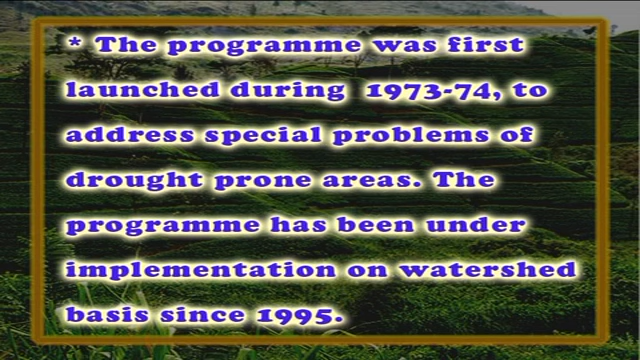 * The programme was first
launched during 1973-74, to
address special problems of
drought prone areas. The
programme has been under
implementation on watershed
basis since 1995.